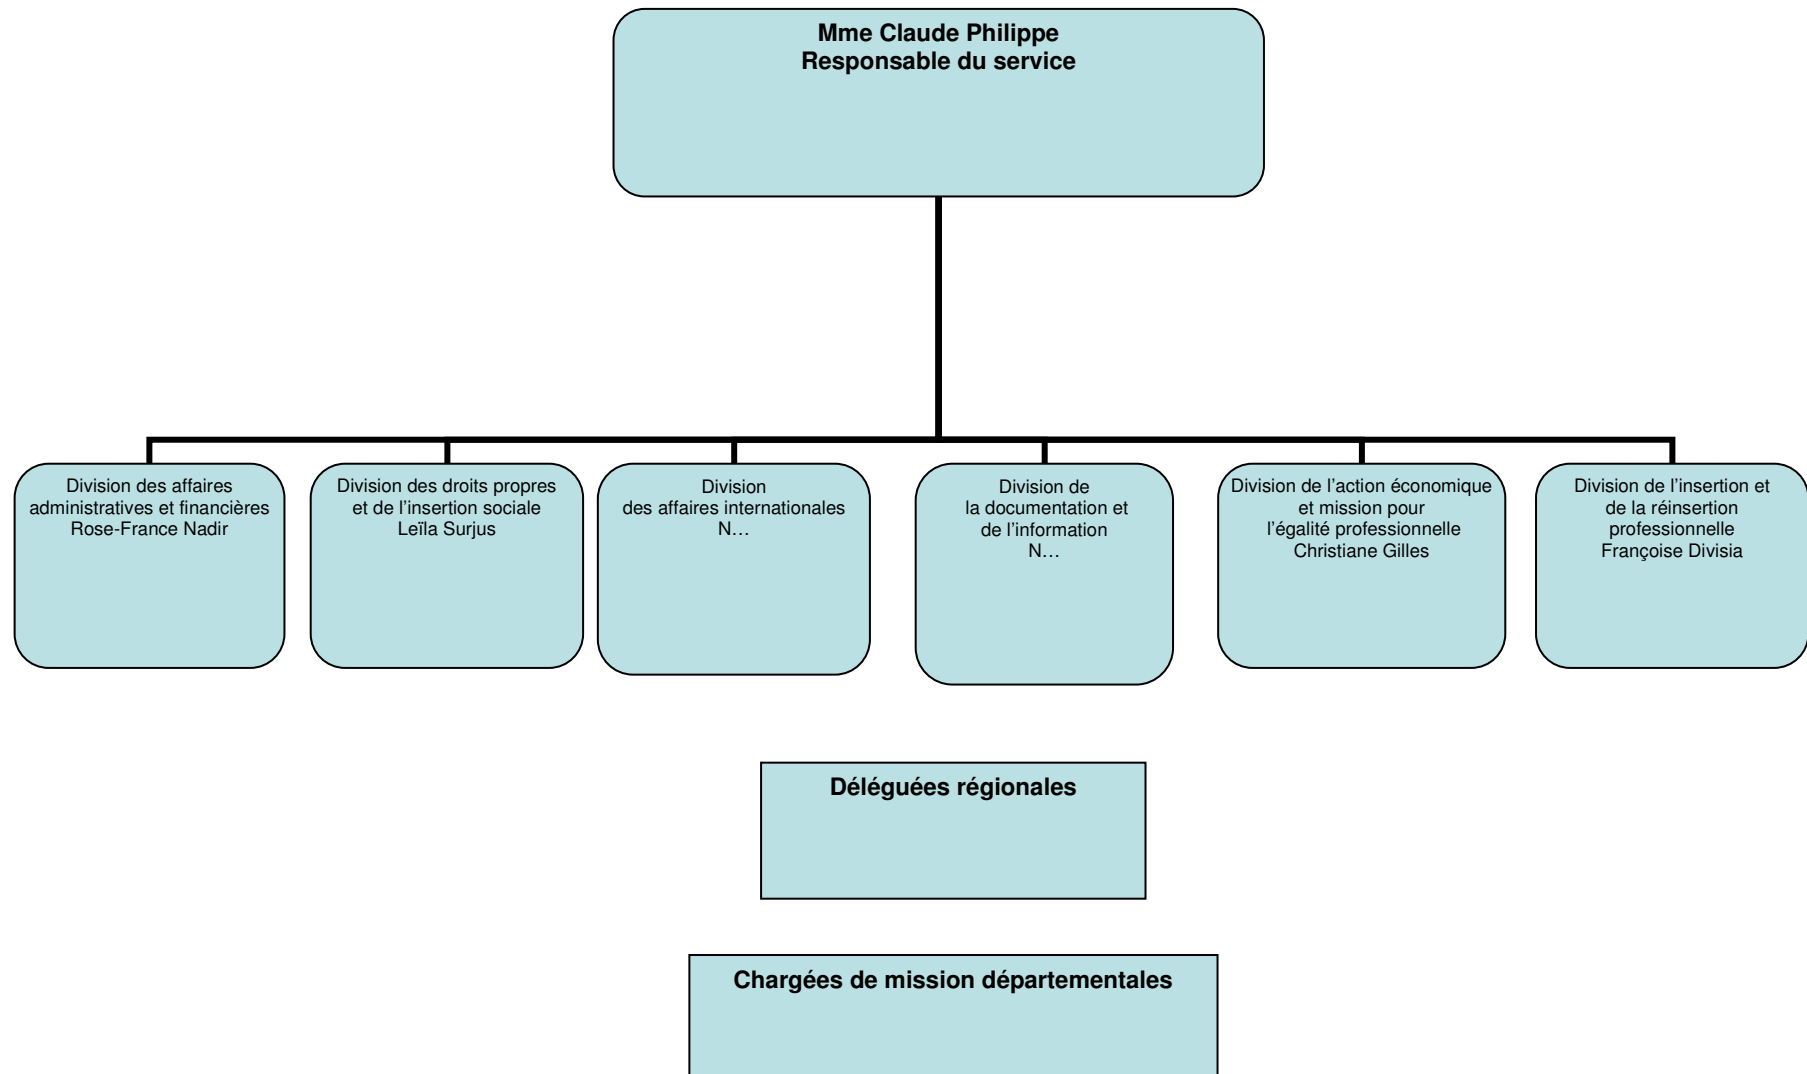 Mme Claude Philippe
Responsable du service
Division des affaires
administratives et financières
Rose-France Nadir
Division des droits propres
et de l’insertion sociale
Leïla Surjus
Division
des affaires internationales
N…
Division de
la documentation et
de l’information
N…
Division de l’action économique
et mission pour
l’égalité professionnelle
Christiane Gilles
Division de l’insertion et
de la réinsertion
professionnelle
Françoise Divisia
Déléguées régionales
Chargées de mission départementales